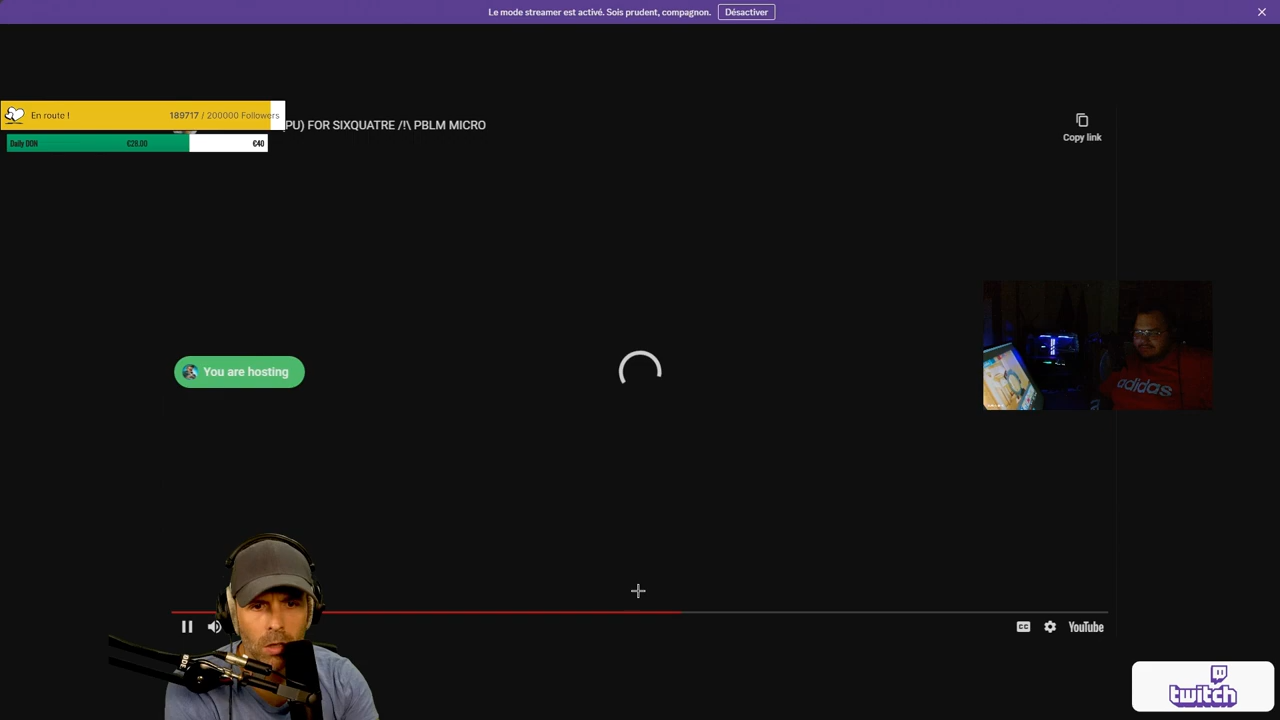 Le mode streamer est activé. Sois prudent, compagnon. Désactiver
En route ! 189717 / 200000 Followers
PU) FOR SIXQUATRE /!\ PBLM MICRO
Copy link
Daily DON €28.00 €40
You are hosting
adidas
CC YouTube
twitch